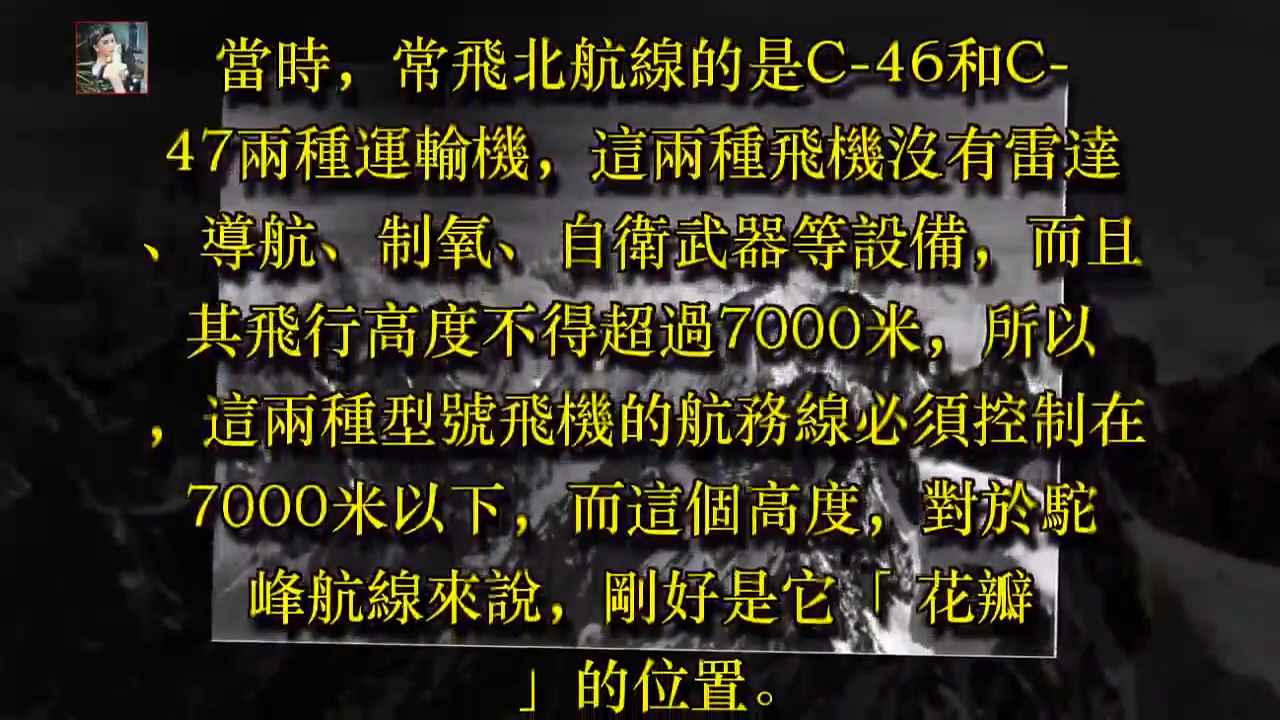 當時，常飛北航線的是C-46和C-
47兩種運輸機，這兩種飛機沒有雷達
、導航、制氧、自衛武器等設備，而且
其飛行高度不得超過7000米，所以
，這兩種型號飛機的航務線必須控制在
7000米以下，而這個高度，對於駝
峰航線來說，剛好是它「 花瓣
」的位置。